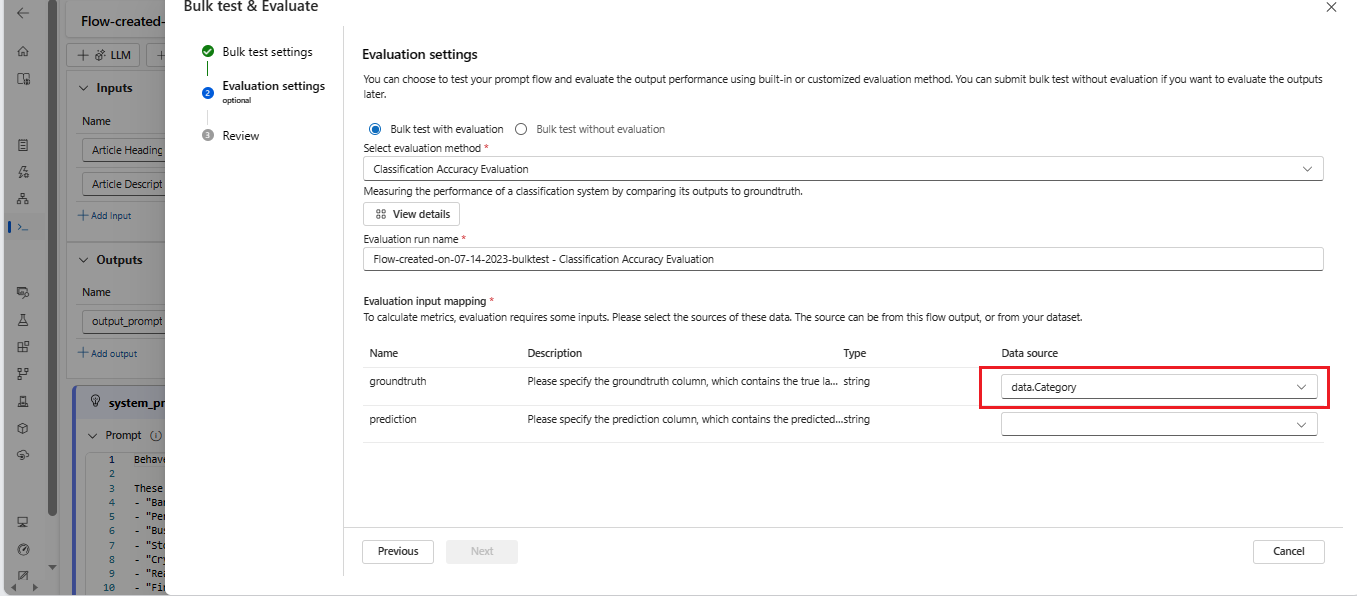 Bulk test & Evaluate
Flow-created-
LLM
Inputs
Name
Article Heading
Article Descript
Add input
Outputs
Name
output_prompt
Add output
system_pr
Prompt
1 Behave
2
3 These
4 - "Ban
5 - "Per
6 - "Bus
7 - "Sto
8 - "Cry
9 - "Rea
10 - "Fin
Bulk test settings
2 Evaluation settings
optional
3 Review
Evaluation settings
You can choose to test your prompt flow and evaluate the output performance using built-in or customized evaluation method. You can submit bulk test without evaluation if you want to evaluate the outputs
later.
Bulk test with evaluation Bulk test without evaluation
Select evaluation method *
Classification Accuracy Evaluation
Measuring the performance of a classification system by comparing its outputs to groundtruth.
View details
Evaluation run name *
Flow-created-on-07-14-2023-bulktest - Classification Accuracy Evaluation
Evaluation input mapping *
To calculate metrics, evaluation requires some inputs. Please select the sources of these data. The source can be from this flow output, or from your dataset.
Name Description Type Data source
groundtruth Please specify the groundtruth column, which contains the true la... string data.Category
prediction Please specify the prediction column, which contains the predicted... string
Previous Next Cancel